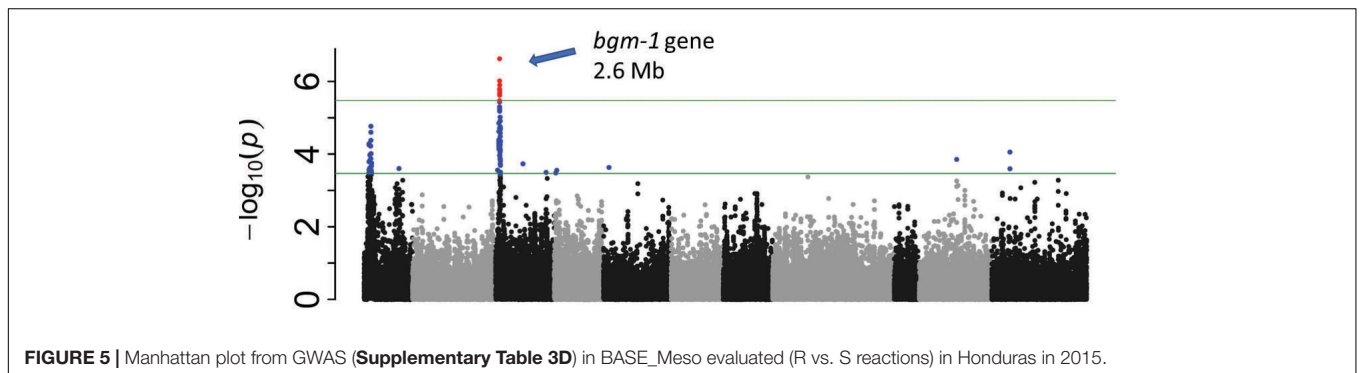 bgm-1 gene
2.6 Mb
−log10(p)
6
4
2
0
FIGURE 5 | Manhattan plot from GWAS (Supplementary Table 3D) in BASE_Meso evaluated (R vs. S reactions) in Honduras in 2015.